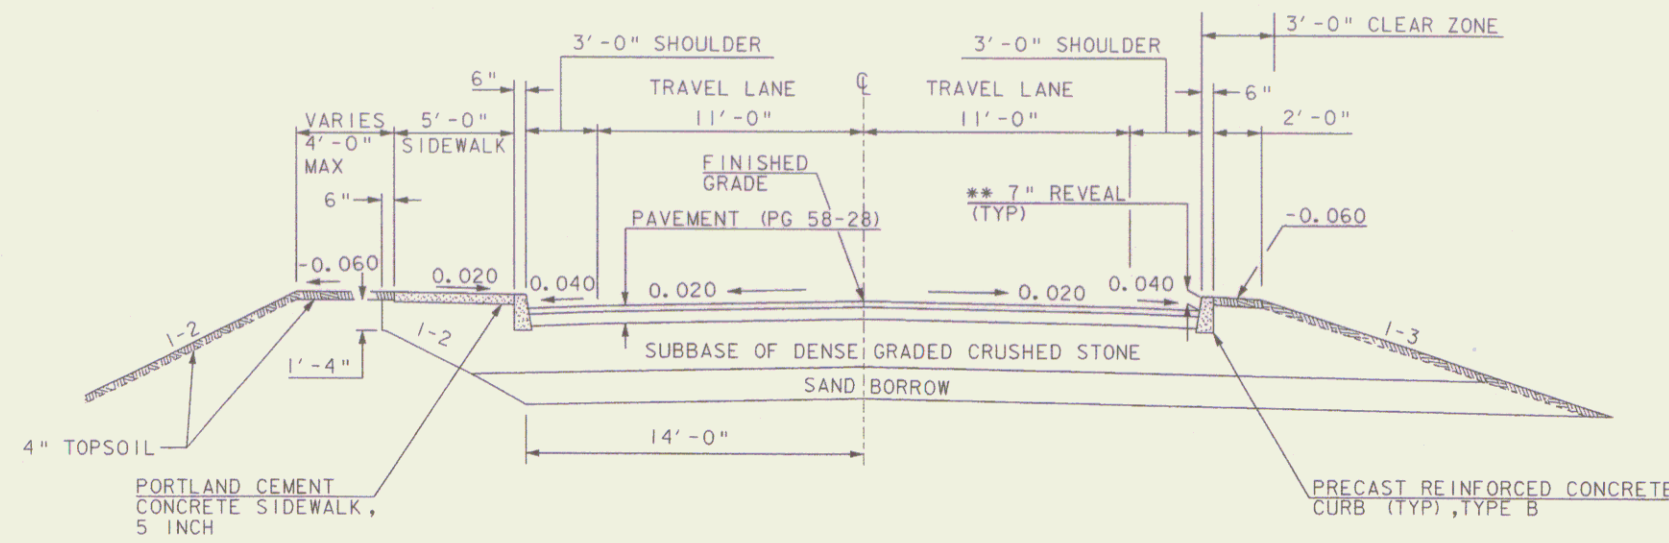 3'-0" CLEAR ZONE
3'-0" SHOULDER
3'-0" SHOULDER
6"
TRAVEL LANE
℄
TRAVEL LANE
6"
VARIES
4'-0"
MAX
5'-0"
SIDEWALK
11'-0"
11'-0"
2'-0"
FINISHED
GRADE
6"
** 7" REVEAL
(TYP)
PAVEMENT (PG 58-28)
-0.060
-0.060
0.020
0.040
0.020
0.020
0.040
1-2
1-2
1-3
1'-4"
SUBBASE OF DENSE GRADED CRUSHED STONE
SAND BORROW
14'-0"
4" TOPSOIL
PORTLAND CEMENT
CONCRETE SIDEWALK,
5 INCH
PRECAST REINFORCED CONCRETE
CURB (TYP),TYPE B